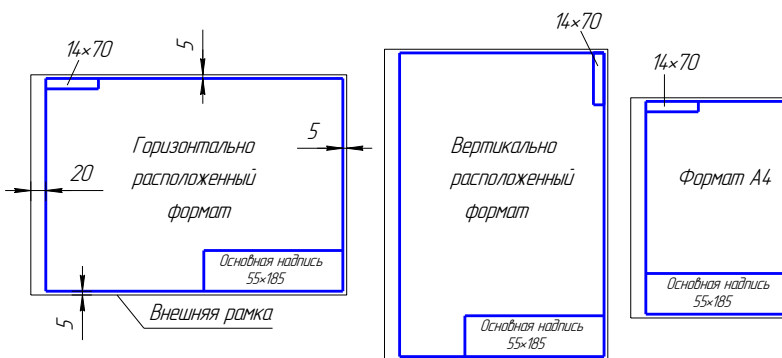 14×70
5
Горизонтально
расположенный
формат
5
20
Основная надпись
55×185
5
Внешняя рамка
14×70
Вертикально
расположенный
формат
Основная надпись
55×185
14×70
Формат А4
Основная надпись
55×185